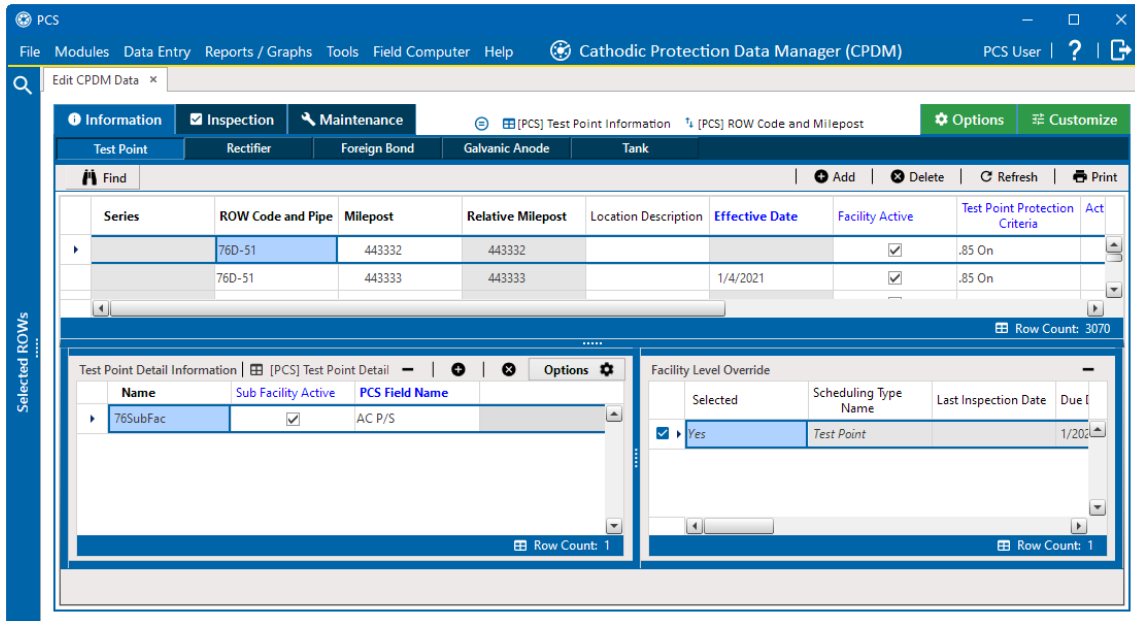 PCS
File Modules Data Entry Reports / Graphs Tools Field Computer Help Cathodic Protection Data Manager (CPDM) PCS User | ? |
Edit CPDM Data ×
Information Inspection Maintenance [PCS] Test Point Information [PCS] ROW Code and Milepost Options Customize
Test Point Rectifier Foreign Bond Galvanic Anode Tank
Find | Add | Delete | Refresh | Print
Series ROW Code and Pipe Milepost Relative Milepost Location Description Effective Date Facility Active Test Point Protection Criteria Act
76D-51 443332 443332 .85 On
76D-51 443333 443333 1/4/2021 .85 On
Row Count: 3070
Selected ROWs
Test Point Detail Information | [PCS] Test Point Detail Options
Name Sub Facility Active PCS Field Name
76SubFac AC P/S
Row Count: 1
Facility Level Override
Selected Scheduling Type Name Last Inspection Date Due D
Yes Test Point 1/202
Row Count: 1